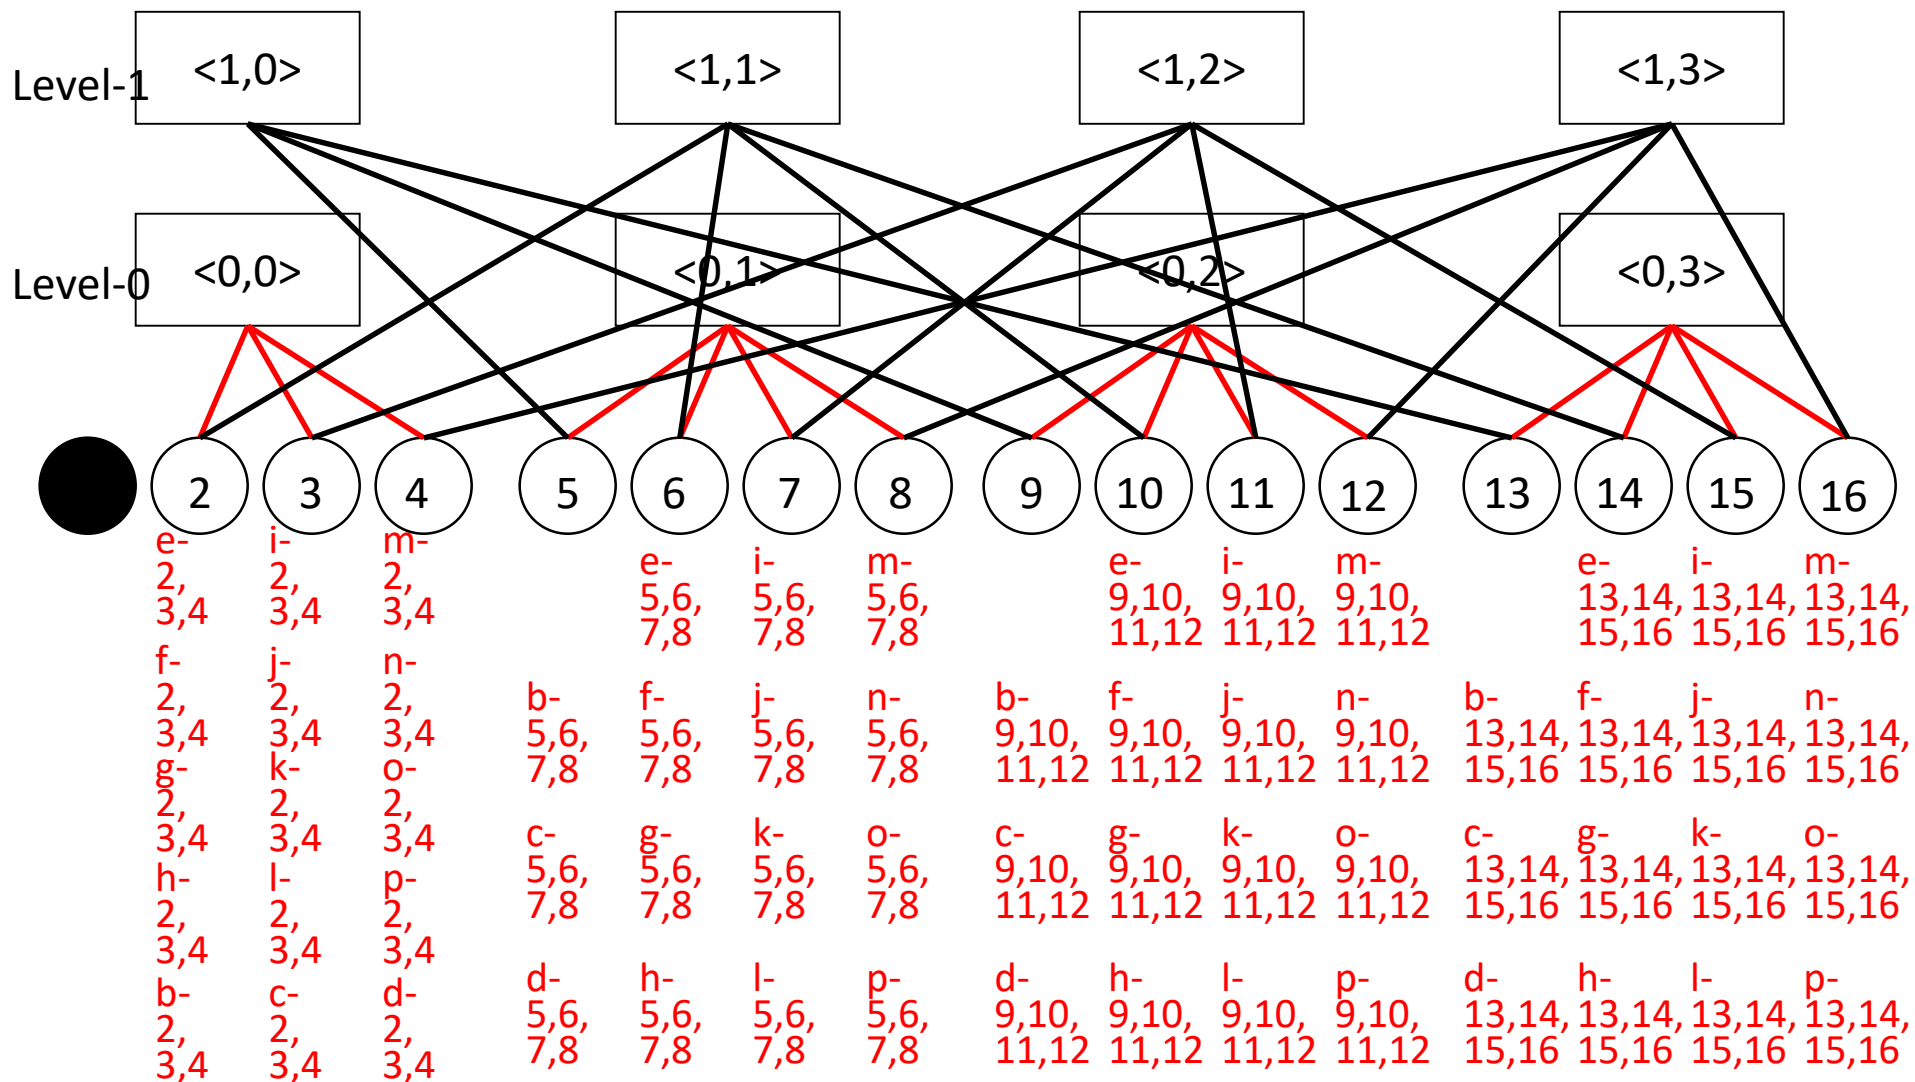 <1,0> <1,1> <1,2> <1,3>
Level-1
<0,0> <0,1> <0,2> <0,3>
Level-0
2 3 4 5 6 7 8 9 10 11 12 13 14 15 16
e- i- m-
2, 2, 2,
3,4 3,4 3,4
e- i- m- e- i- m- e- i- m-
5,6, 5,6, 5,6, 9,10, 9,10, 9,10, 13,14, 13,14, 13,14,
7,8 7,8 7,8 11,12 11,12 11,12 15,16 15,16 15,16
f- j- n-
2, 2, 2,
3,4 3,4 3,4
b- f- j- n- b- f- j- n- b- f- j- n-
5,6, 5,6, 5,6, 5,6, 9,10, 9,10, 9,10, 9,10, 13,14, 13,14, 13,14, 13,14,
7,8 7,8 7,8 7,8 11,12 11,12 11,12 11,12 15,16 15,16 15,16 15,16
g- k- o-
2, 2, 2,
3,4 3,4 3,4
c- g- k- o- c- g- k- o- c- g- k- o-
5,6, 5,6, 5,6, 5,6, 9,10, 9,10, 9,10, 9,10, 13,14, 13,14, 13,14, 13,14,
7,8 7,8 7,8 7,8 11,12 11,12 11,12 11,12 15,16 15,16 15,16 15,16
h- l- p-
2, 2, 2,
3,4 3,4 3,4
d- h- l- p- d- h- l- p- d- h- l- p-
5,6, 5,6, 5,6, 5,6, 9,10, 9,10, 9,10, 9,10, 13,14, 13,14, 13,14, 13,14,
7,8 7,8 7,8 7,8 11,12 11,12 11,12 11,12 15,16 15,16 15,16 15,16
b- c- d-
2, 2, 2,
3,4 3,4 3,4